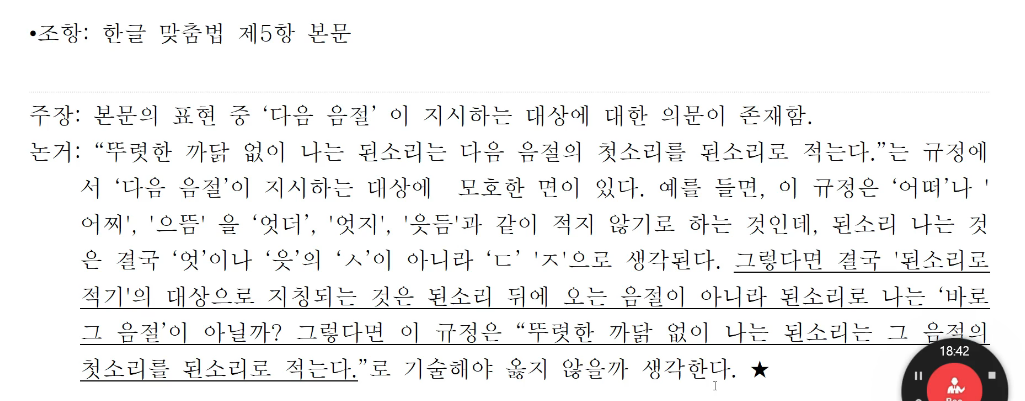 •조항: 한글 맞춤법 제5항 본문
주장: 본문의 표현 중 ‘다음 음절’ 이 지시하는 대상에 대한 의문이 존재함.
논거: “뚜렷한 까닭 없이 나는 된소리는 다음 음절의 첫소리를 된소리로 적는다.”는 규정에
서 ‘다음 음절’이 지시하는 대상에 모호한 면이 있다. 예를 들면, 이 규정은 ‘어떠’나 '
어찌', '으뜸' 을 ‘엇더’, '엇지', '읏듬'과 같이 적지 않기로 하는 것인데, 된소리 나는 것
은 결국 ‘엇’이나 ‘읏’의 ‘ㅅ’이 아니라 ‘ㄷ’ 'ㅈ'으로 생각된다. 그렇다면 결국 '된소리로
적기'의 대상으로 지칭되는 것은 된소리 뒤에 오는 음절이 아니라 된소리로 나는 ‘바로
그 음절’이 아닐까? 그렇다면 이 규정은 “뚜렷한 까닭 없이 나는 된소리는 그 음절의
첫소리를 된소리로 적는다.”로 기술해야 옳지 않을까 생각한다. ★
18:42